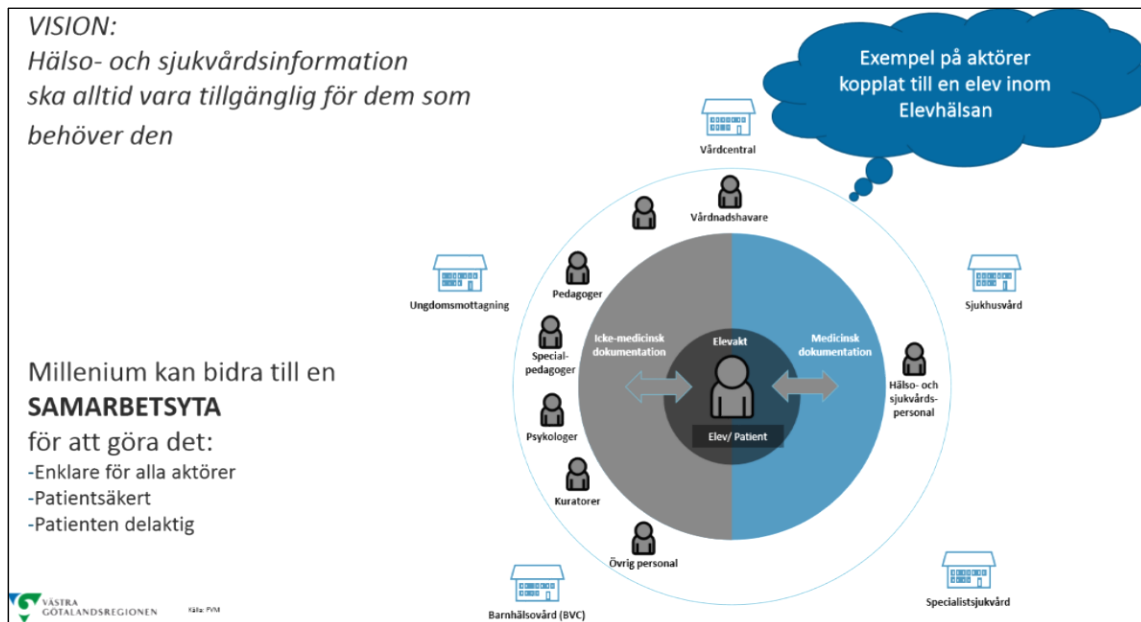 VISION:
Hälso- och sjukvårdsinformation
ska alltid vara tillgänglig för dem som
behöver den
Exempel på aktörer
kopplat till en elev inom
Elevhälsan
Vårdcentral
Vårdnadshavare
Pedagoger
Ungdomsmottagning
Sjukhusvård
Special-
pedagoger
Icke-medicinsk
dokumentation
Elevakt
Medicinsk
dokumentation
Hälso- och
sjukvårds-
personal
Elev/ Patient
Psykologer
Kuratorer
Övrig personal
Millenium kan bidra till en
SAMARBETSYTA
för att göra det:
-Enklare för alla aktörer
-Patientsäkert
-Patienten delaktig
Barnhälsovård (BVC)
Specialistsjukvård
VÄSTRA
GÖTALANDSREGIONEN
Källa: FVM